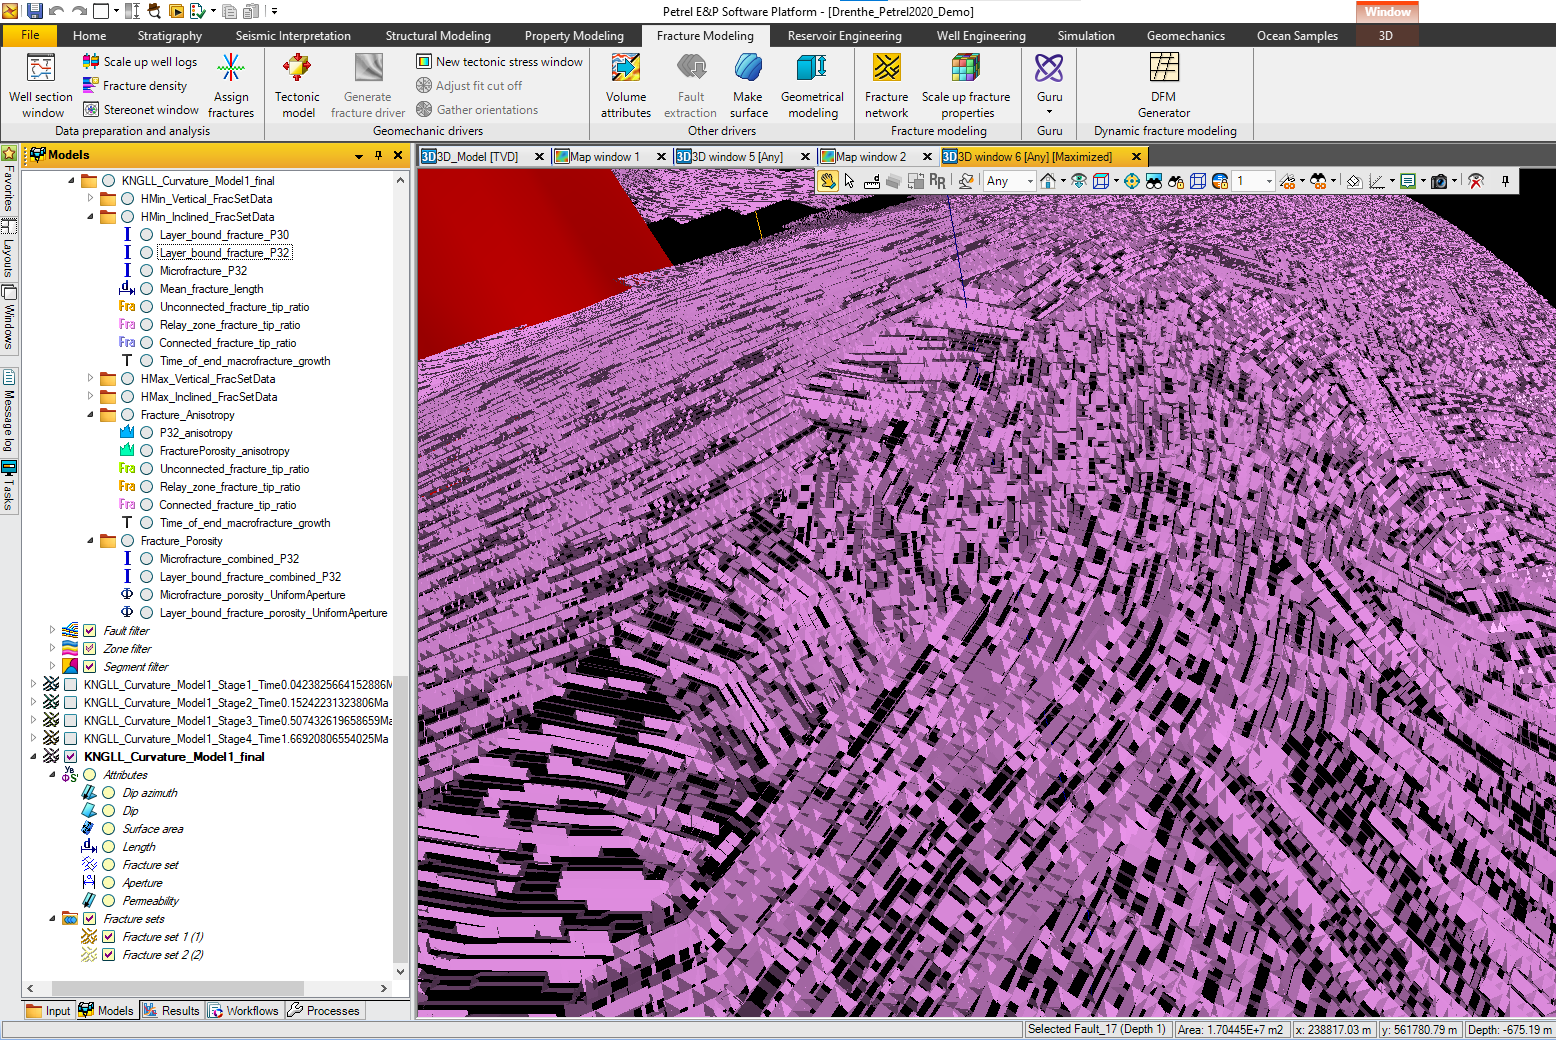 Petrel E&P Software Platform - [Drenthe_Petrel2020_Demo]
Window
File
Home
Stratigraphy
Seismic Interpretation
Structural Modeling
Property Modeling
Fracture Modeling
Reservoir Engineering
Well Engineering
Simulation
Geomechanics
Ocean Samples
3D
Well section window
Scale up well logs
Fracture density
Stereonet window
Assign fractures
Data preparation and analysis
Tectonic model
Generate fracture driver
New tectonic stress window
Adjust fit cut off
Gather orientations
Geomechanic drivers
Volume attributes
Fault extraction
Make surface
Geometrical modeling
Other drivers
Fracture network
Scale up fracture properties
Fracture modeling
Guru
Guru
DFM Generator
Dynamic fracture modeling
Favorites
Layouts
Windows
Message log
Tasks
Models
3D 3D_Model [TVD]
Map window 1
3D 3D window 5 [Any]
Map window 2
3D 3D window 6 [Any] [Maximized]
Any
1
KNGLL_Curvature_Model1_final
HMin_Vertical_FracSetData
HMin_Inclined_FracSetData
Layer_bound_fracture_P30
Layer_bound_fracture_P32
Microfracture_P32
Mean_fracture_length
Fra Unconnected_fracture_tip_ratio
Fra Relay_zone_fracture_tip_ratio
Fra Connected_fracture_tip_ratio
T Time_of_end_macrofracture_growth
HMax_Vertical_FracSetData
HMax_Inclined_FracSetData
Fracture_Anisotropy
P32_anisotropy
FracturePorosity_anisotropy
Fra Unconnected_fracture_tip_ratio
Fra Relay_zone_fracture_tip_ratio
Fra Connected_fracture_tip_ratio
T Time_of_end_macrofracture_growth
Fracture_Porosity
Microfracture_combined_P32
Layer_bound_fracture_combined_P32
Microfracture_porosity_UniformAperture
Layer_bound_fracture_porosity_UniformAperture
Fault filter
Zone filter
Segment filter
KNGLL_Curvature_Model1_Stage1_Time0.0423825664152886M
KNGLL_Curvature_Model1_Stage2_Time0.15242231323806Ma
KNGLL_Curvature_Model1_Stage3_Time0.507432619658659Ma
KNGLL_Curvature_Model1_Stage4_Time1.66920806554025Ma
KNGLL_Curvature_Model1_final
Attributes
Dip azimuth
Dip
Surface area
Length
Fracture set
Aperture
Permeability
Fracture sets
Fracture set 1 (1)
Fracture set 2 (2)
Input
Models
Results
Workflows
Processes
Selected Fault_17 (Depth 1)
Area: 1.70445E+7 m2
x: 238817.03 m
y: 561780.79 m
Depth: -675.19 m